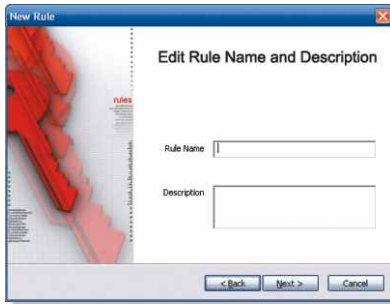 New Rule
Edit Rule Name and Description
rules
Rule Name
Description
< Back
Next >
Cancel